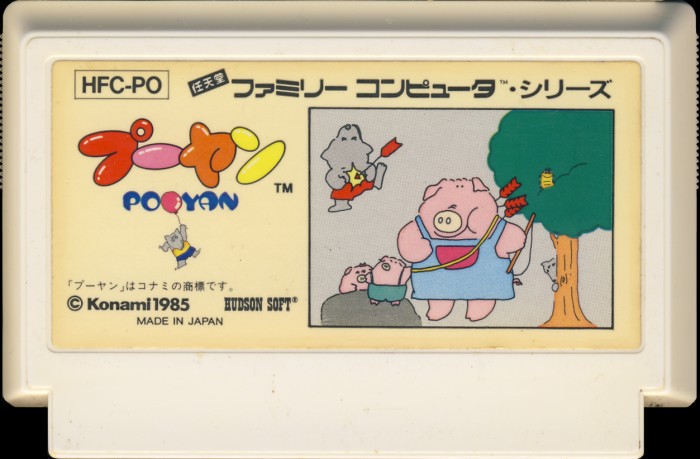 HFC-PO
任天堂 ファミリー コンピュータ™・シリーズ
プーヤン™
POOYAN
「プーヤン」はコナミの商標です。
© Konami 1985 HUDSON SOFT®
MADE IN JAPAN